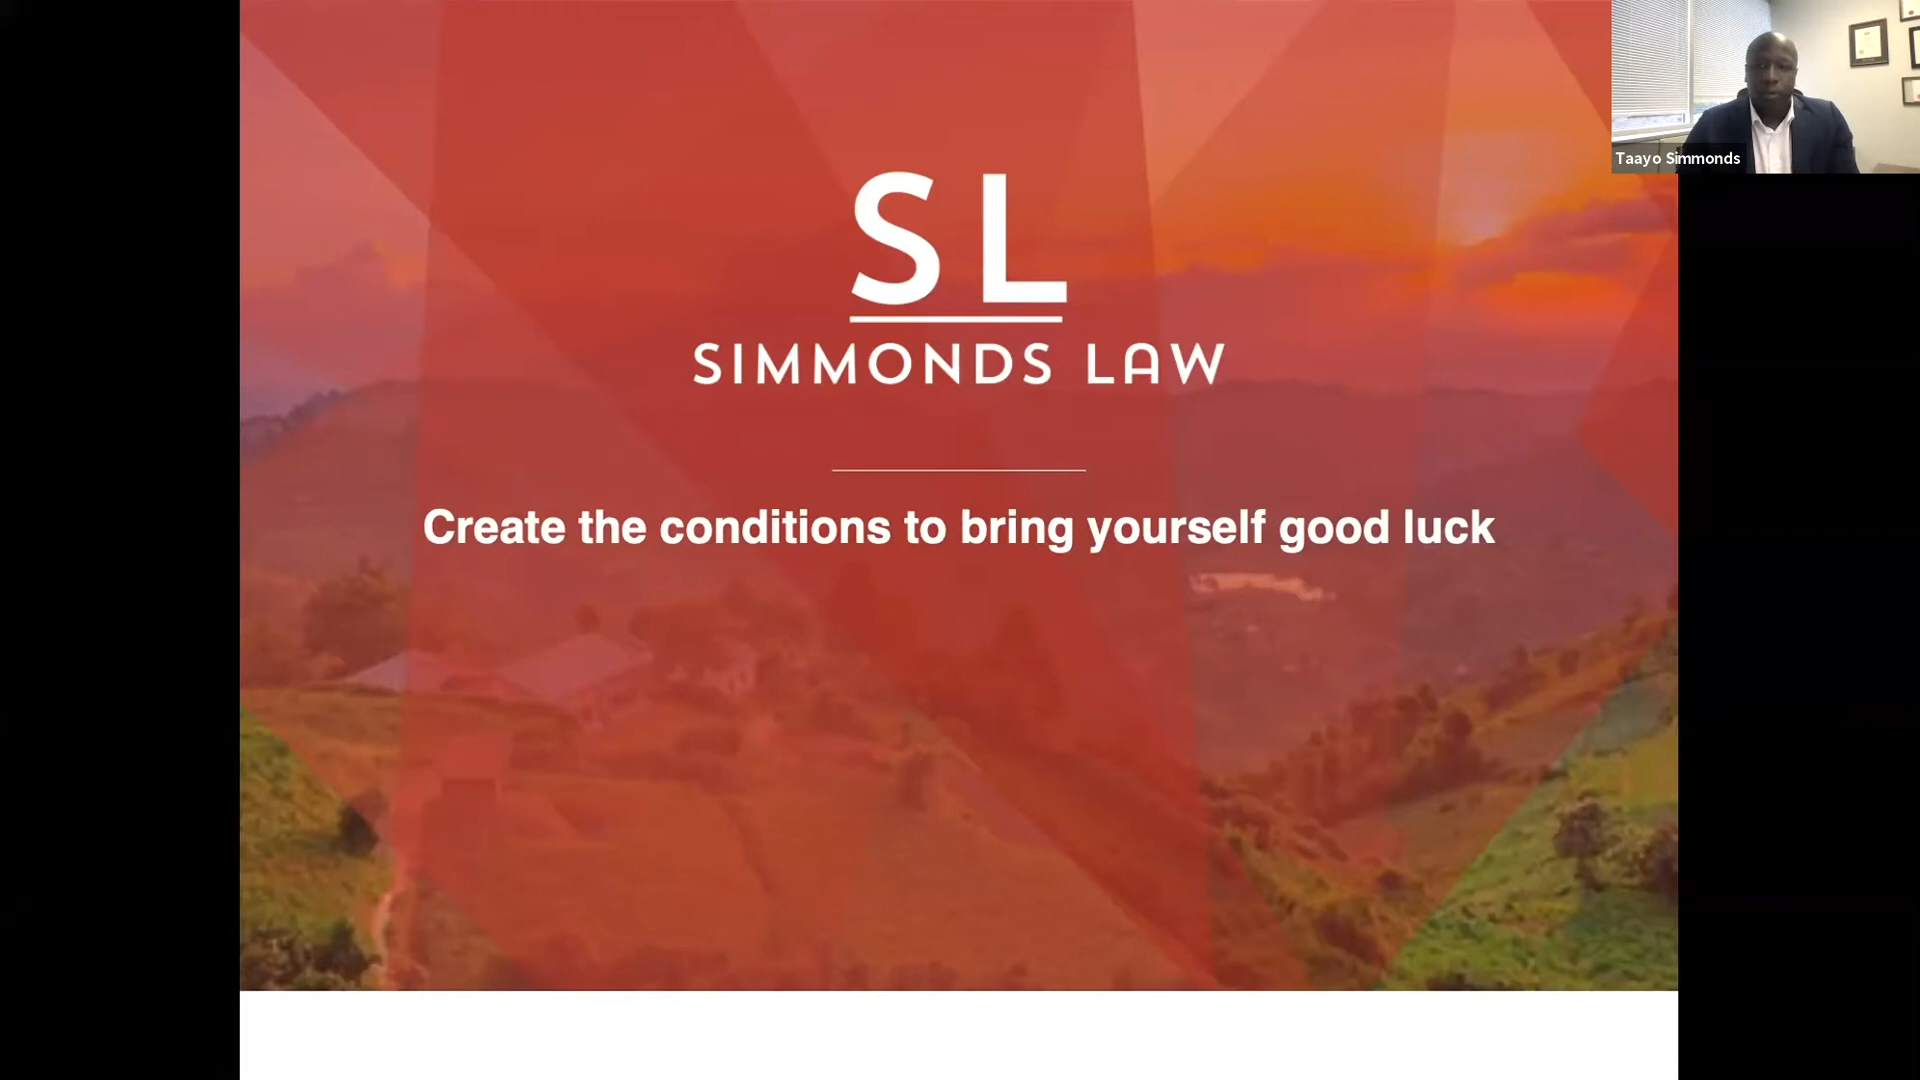 Taayo Simmonds
SL
SIMMONDS LAW
Create the conditions to bring yourself good luck